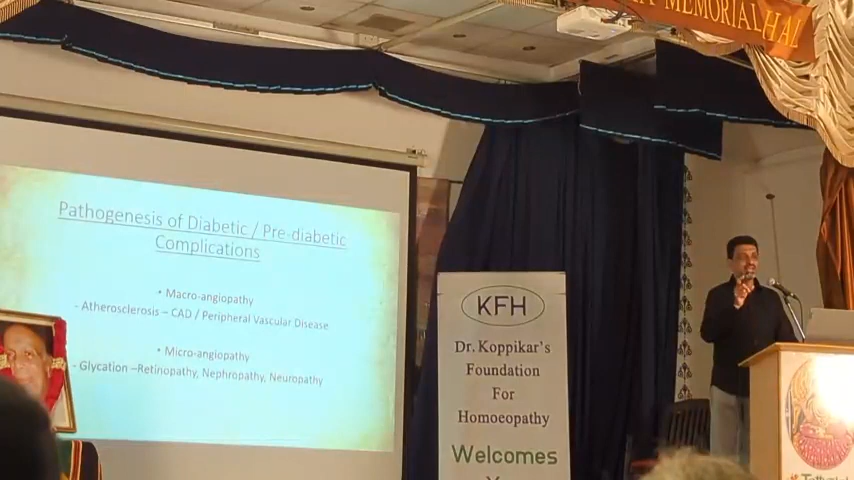 MEMORIAL HAL
Pathogenesis of Diabetic / Pre-diabetic
Complications
• Macro-angiopathy
- Atherosclerosis – CAD / Peripheral Vascular Disease
• Micro-angiopathy
- Glycation –Retinopathy, Nephropathy, Neuropathy
KFH
Dr. Koppikar's
Foundation
For
Homoeopathy
Welcomes